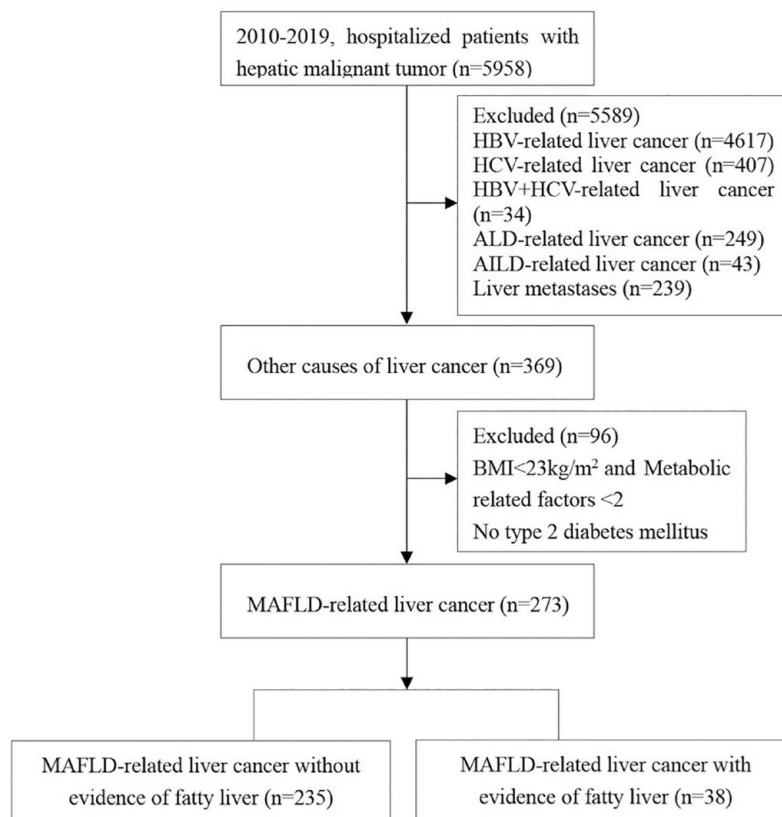 2010-2019, hospitalized patients with
hepatic malignant tumor (n=5958)
Excluded (n=5589)
HBV-related liver cancer (n=4617)
HCV-related liver cancer (n=407)
HBV+HCV-related liver cancer
(n=34)
ALD-related liver cancer (n=249)
AILD-related liver cancer (n=43)
Liver metastases (n=239)
Other causes of liver cancer (n=369)
Excluded (n=96)
BMI<23kg/m² and Metabolic
related factors <2
No type 2 diabetes mellitus
MAFLD-related liver cancer (n=273)
MAFLD-related liver cancer without
evidence of fatty liver (n=235)
MAFLD-related liver cancer with
evidence of fatty liver (n=38)